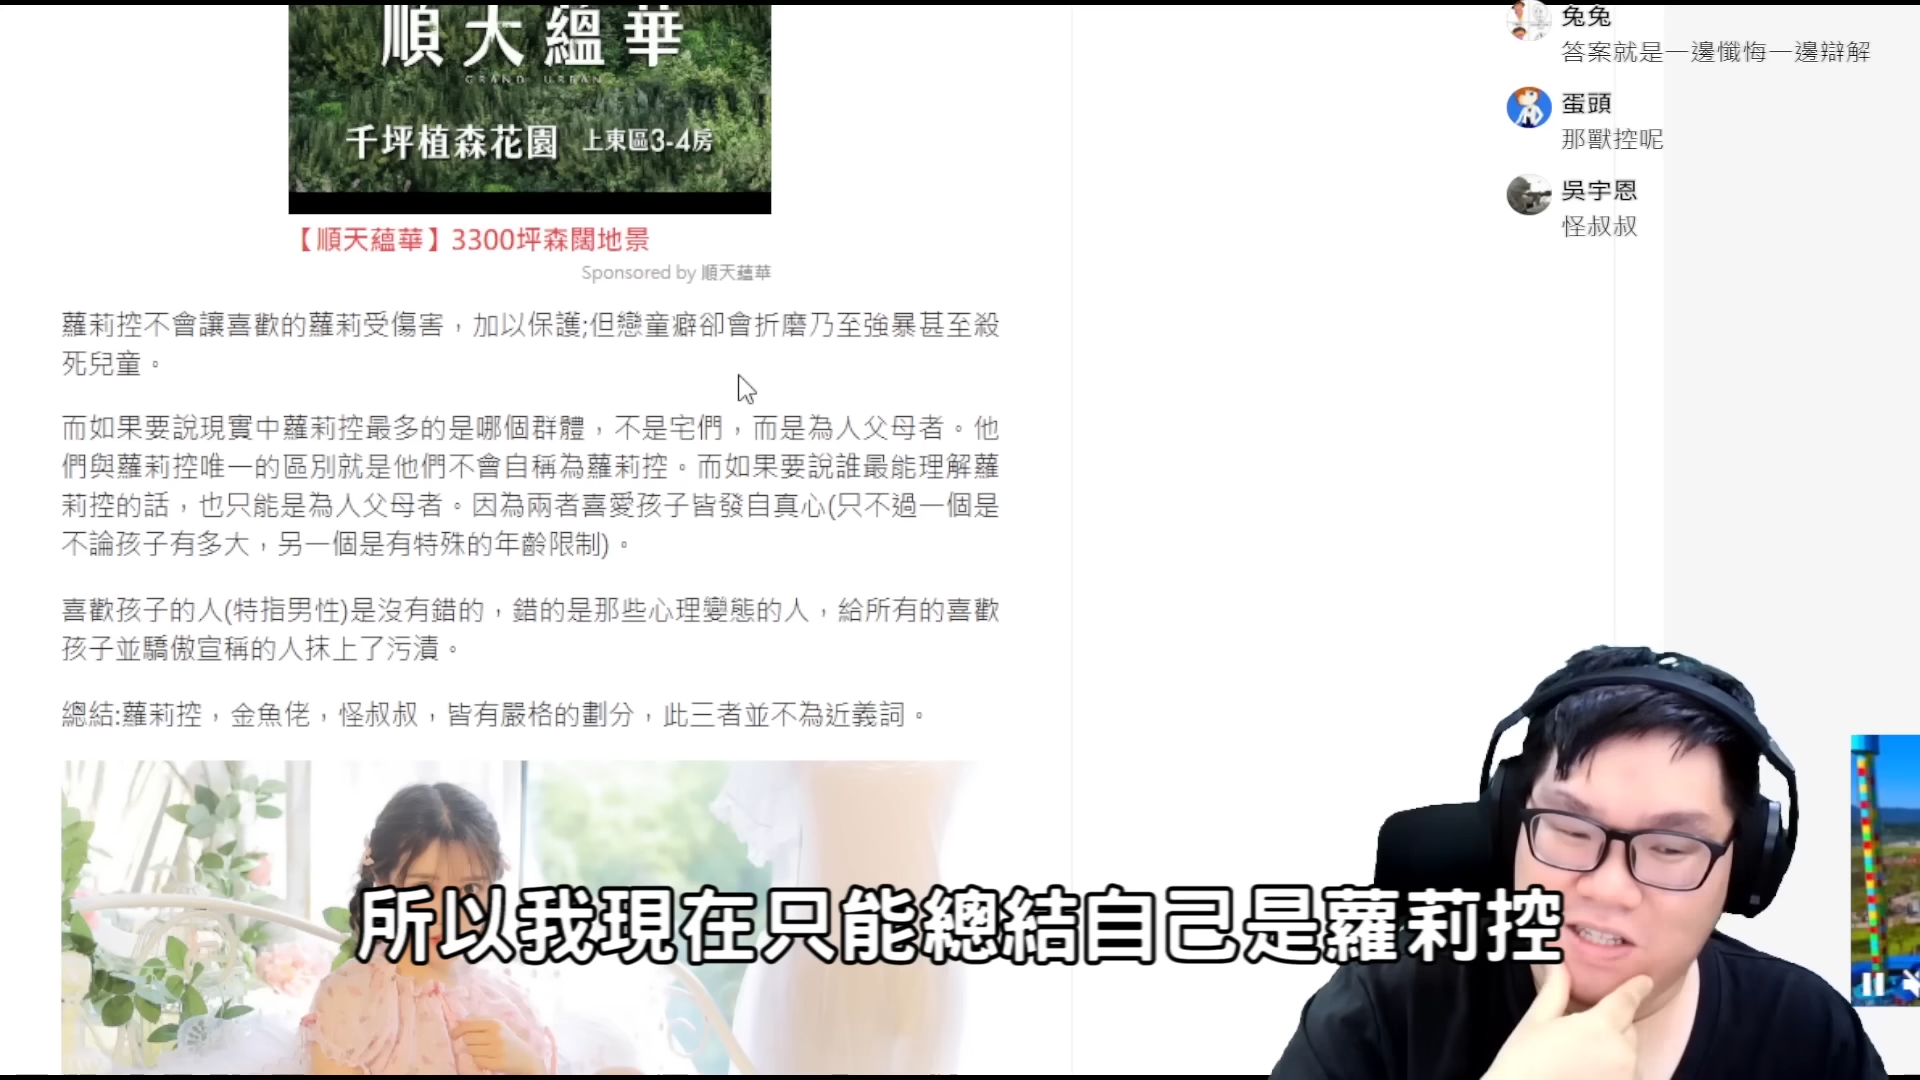 順天蘊華
GRAND URBAN
千坪植森花園 上東區3-4房
【順天蘊華】3300坪森闊地景
Sponsored by 順天蘊華
蘿莉控不會讓喜歡的蘿莉受傷害，加以保護;但戀童癖卻會折磨乃至強暴甚至殺
死兒童。
而如果要說現實中蘿莉控最多的是哪個群體，不是宅們，而是為人父母者。他
們與蘿莉控唯一的區別就是他們不會自稱為蘿莉控。而如果要說誰最能理解蘿
莉控的話，也只能是為人父母者。因為兩者喜愛孩子皆發自真心(只不過一個是
不論孩子有多大，另一個是有特殊的年齡限制)。
喜歡孩子的人(特指男性)是沒有錯的，錯的是那些心理變態的人，給所有的喜歡
孩子並驕傲宣稱的人抹上了污漬。
總結:蘿莉控，金魚佬，怪叔叔，皆有嚴格的劃分，此三者並不為近義詞。
兔兔
答案就是一邊懺悔一邊辯解
蛋頭
那獸控呢
吳宇恩
怪叔叔
所以我現在只能總結自己是蘿莉控